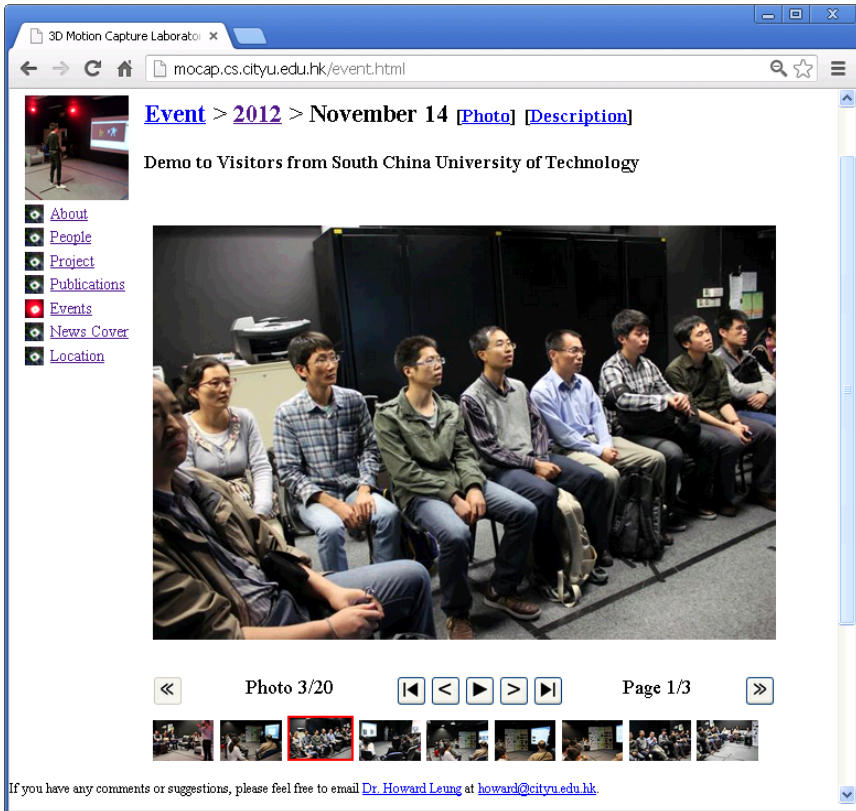 3D Motion Capture Laborato
mocap.cs.cityu.edu.hk/event.html
Event > 2012 > November 14 [Photo] [Description]
Demo to Visitors from South China University of Technology
About
People
Project
Publications
Events
News Cover
Location
Photo 3/20
Page 1/3
If you have any comments or suggestions, please feel free to email Dr. Howard Leung at howard@cityu.edu.hk.